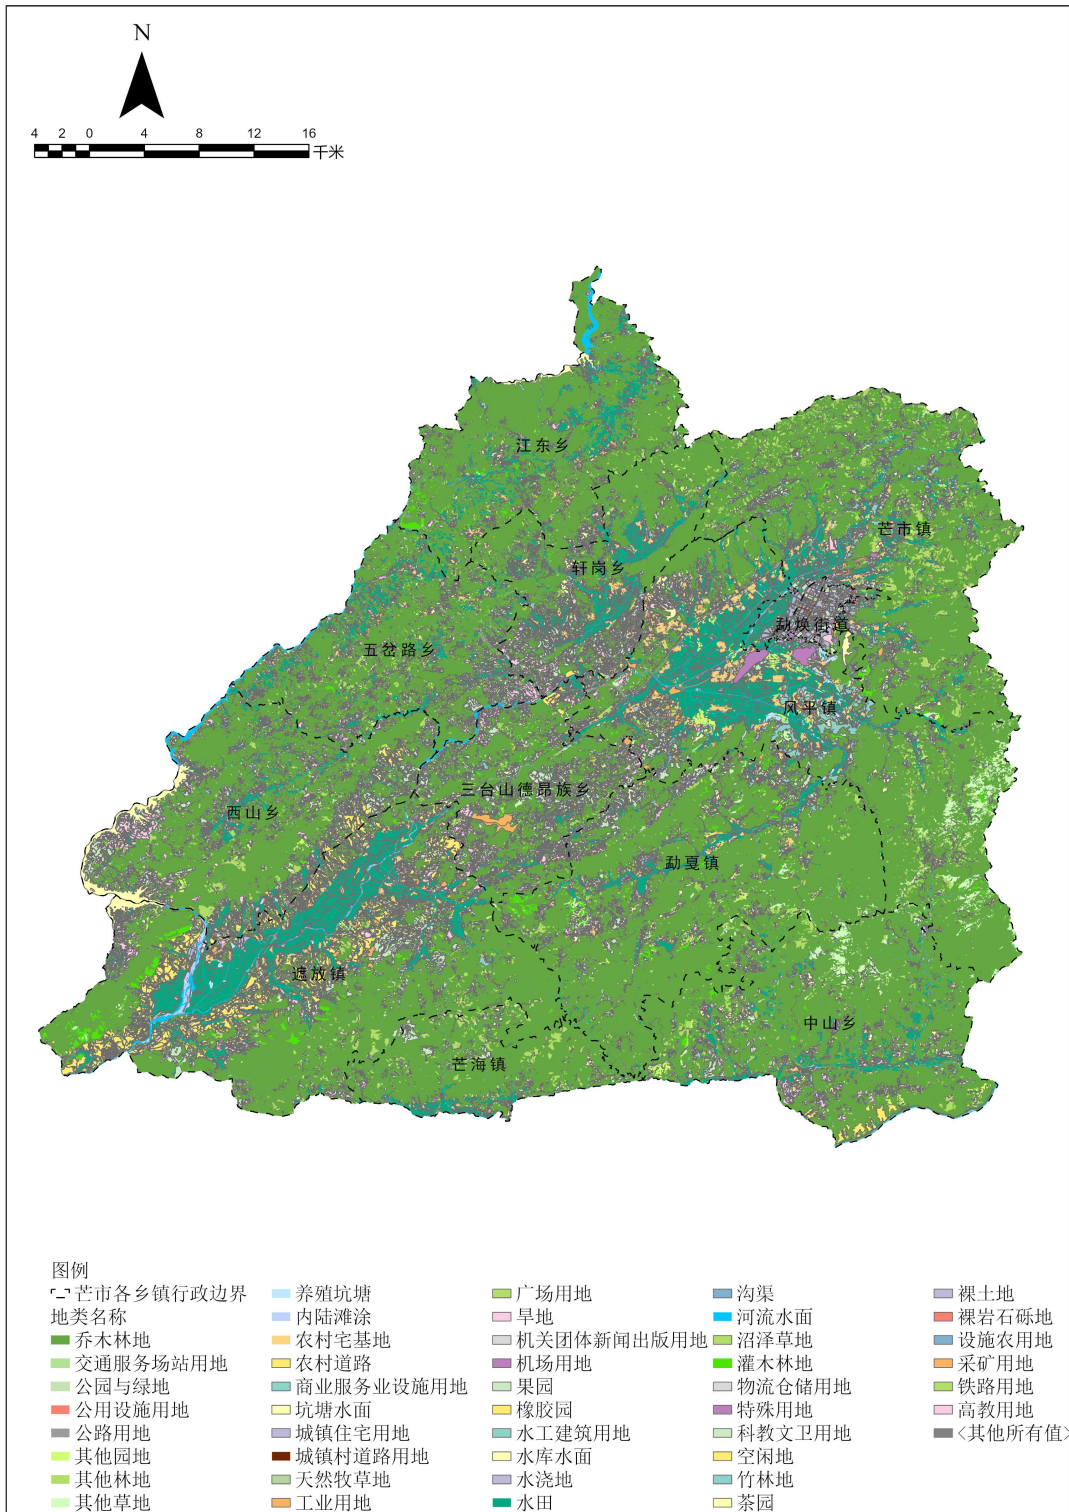 N
4 2 0 4 8 12 16
千米
江东乡
芒市镇
轩岗乡
勐焕街道
五岔路乡
风平镇
三台山德昂族乡
西山乡
勐戛镇
遮放镇
中山乡
芒海镇
图例
芒市各乡镇行政边界
地类名称
乔木林地
交通服务场站用地
公园与绿地
公用设施用地
公路用地
其他园地
其他林地
其他草地
养殖坑塘
内陆滩涂
农村宅基地
农村道路
商业服务业设施用地
坑塘水面
城镇住宅用地
城镇村道路用地
天然牧草地
工业用地
广场用地
旱地
机关团体新闻出版用地
机场用地
果园
橡胶园
水工建筑用地
水库水面
水浇地
水田
沟渠
河流水面
沼泽草地
灌木林地
物流仓储用地
特殊用地
科教文卫用地
空闲地
竹林地
茶园
裸土地
裸岩石砾地
设施农用地
采矿用地
铁路用地
高教用地
<其他所有值>